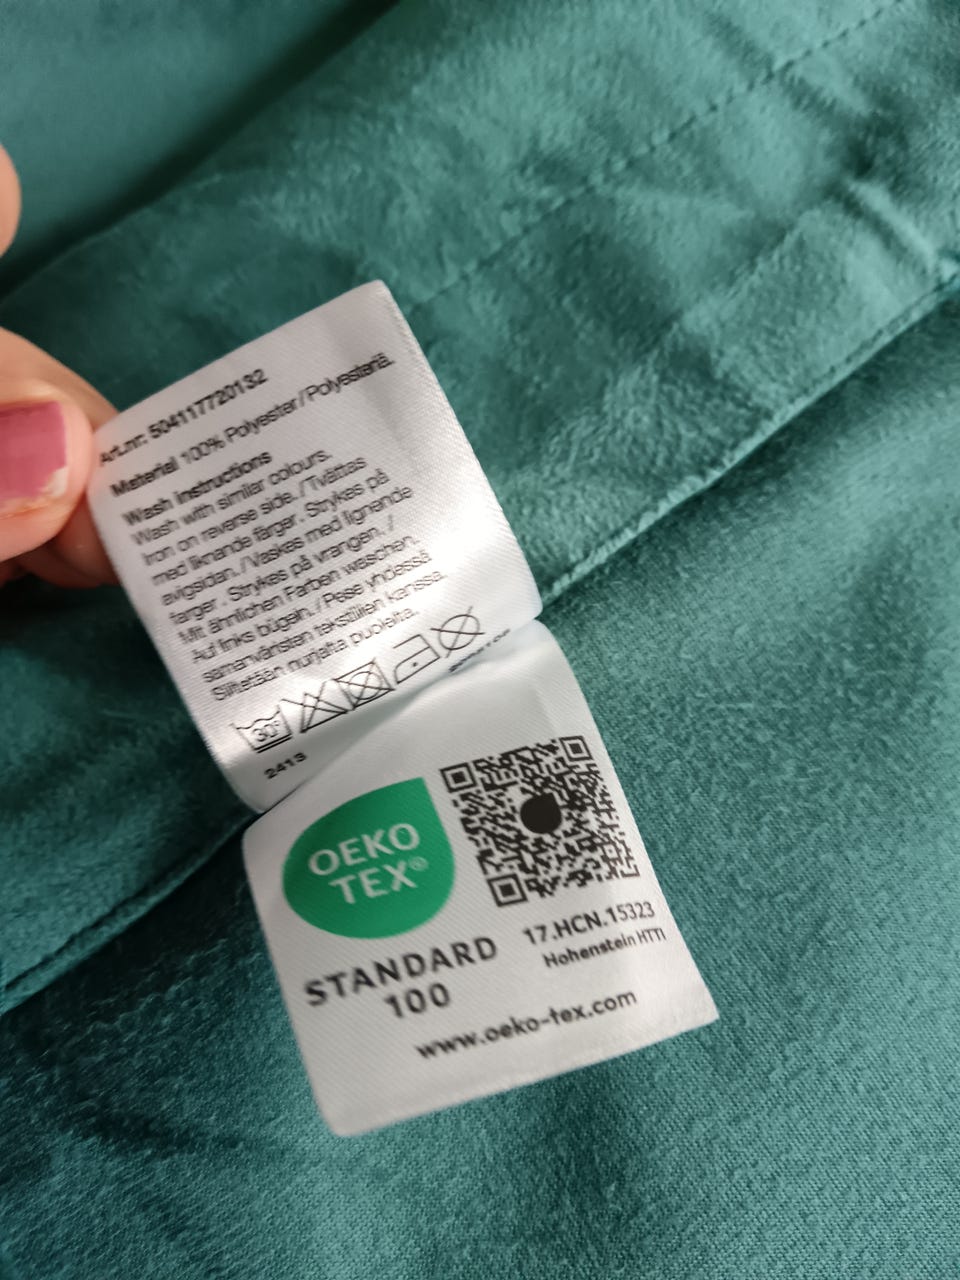 Art.nr: 504117720132
Material 100% Polyester/Polyesteriä.
Wash instructions
Wash with similar colours.
Iron on reverse side. /Tvättas
med liknande färger. Strykes på
avigsidan. /Vaskes med lignende
farger. Strykes på vrangen. /
Mit ähnlichen Farben waschen.
Auf links bügeln. / Pese yhdessä
samanväristen tekstiilien kanssa.
Silitetään nurjalta puolelta.
30°
2413
OEKO
TEX®
STANDARD
100
17.HCN.15323
Hohenstein HTTI
www.oeko-tex.com